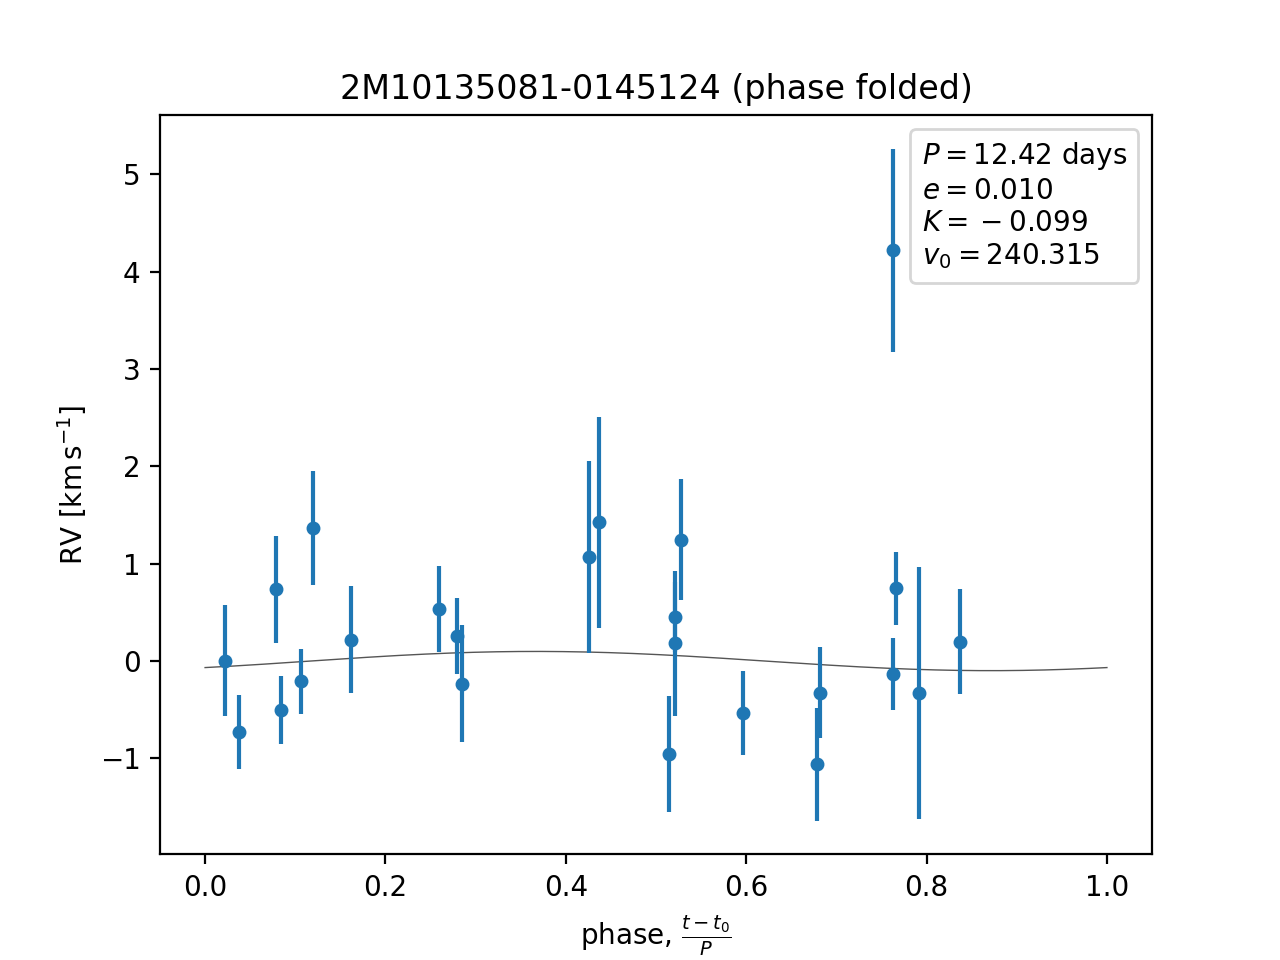 2M10135081-0145124 (phase folded)
P = 12.42 days
e = 0.010
K = −0.099
v₀ = 240.315
5
4
3
2
1
0
−1
RV [km s⁻¹]
0.0 0.2 0.4 0.6 0.8 1.0
phase, (t − t₀)/P